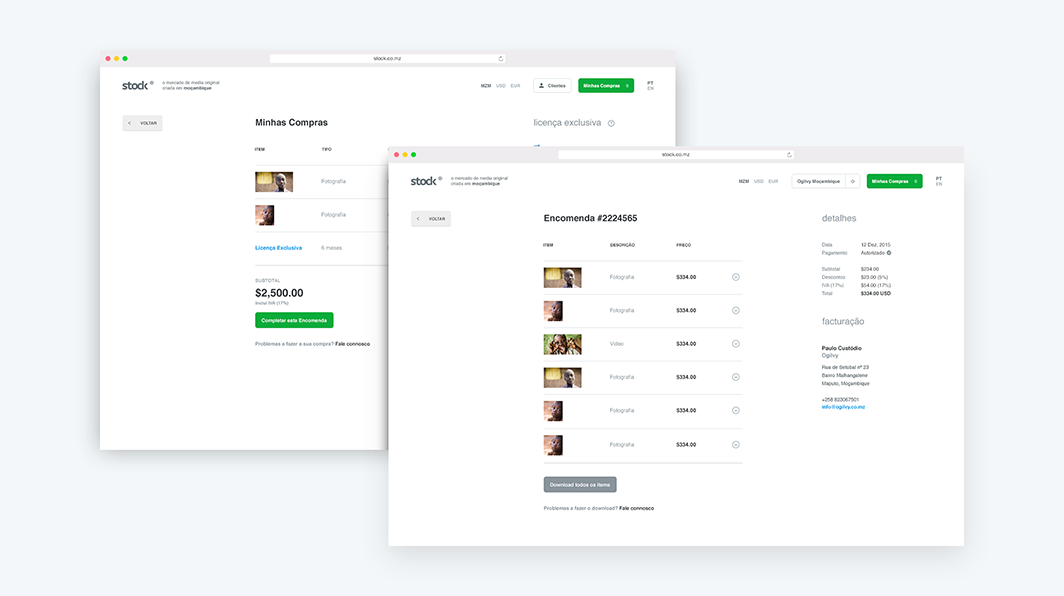 stock.co.mz
stock
o mercado de media original
criada em moçambique
MZM USD EUR
Clientes
Minhas Compras
PT
EN
VOLTAR
Minhas Compras
licença exclusiva
ITEM TIPO
Fotografia
Fotografia
Licença Exclusiva 6 meses
SUBTOTAL
$2,500.00
Inclui IVA (17%)
Completar esta Encomenda
Problemas a fazer a sua compra? Fale connosco
stock.co.mz
stock
o mercado de media original
criada em moçambique
MZM USD EUR
Ogilvy Moçambique
Minhas Compras
PT
EN
VOLTAR
Encomenda #2224565
ITEM DESCRIÇÃO PREÇO
Fotografia $334.00
Fotografia $334.00
Video $334.00
Fotografia $334.00
Fotografia $334.00
Fotografia $334.00
Download todos os items
Problemas a fazer o download? Fale connosco
detalhes
Data 12 Dez, 2015
Pagamento Autorizado
Subtotal $234.00
Desconto $23.00 (5%)
IVA (17%) $54.00 (17%)
Total $334.00 USD
facturação
Paulo Custódio
Ogilvy
Rua de Setubal nº 23
Bairro Malhangalene
Maputo, Moçambique
+258 823067501
info@ogilvy.co.mz